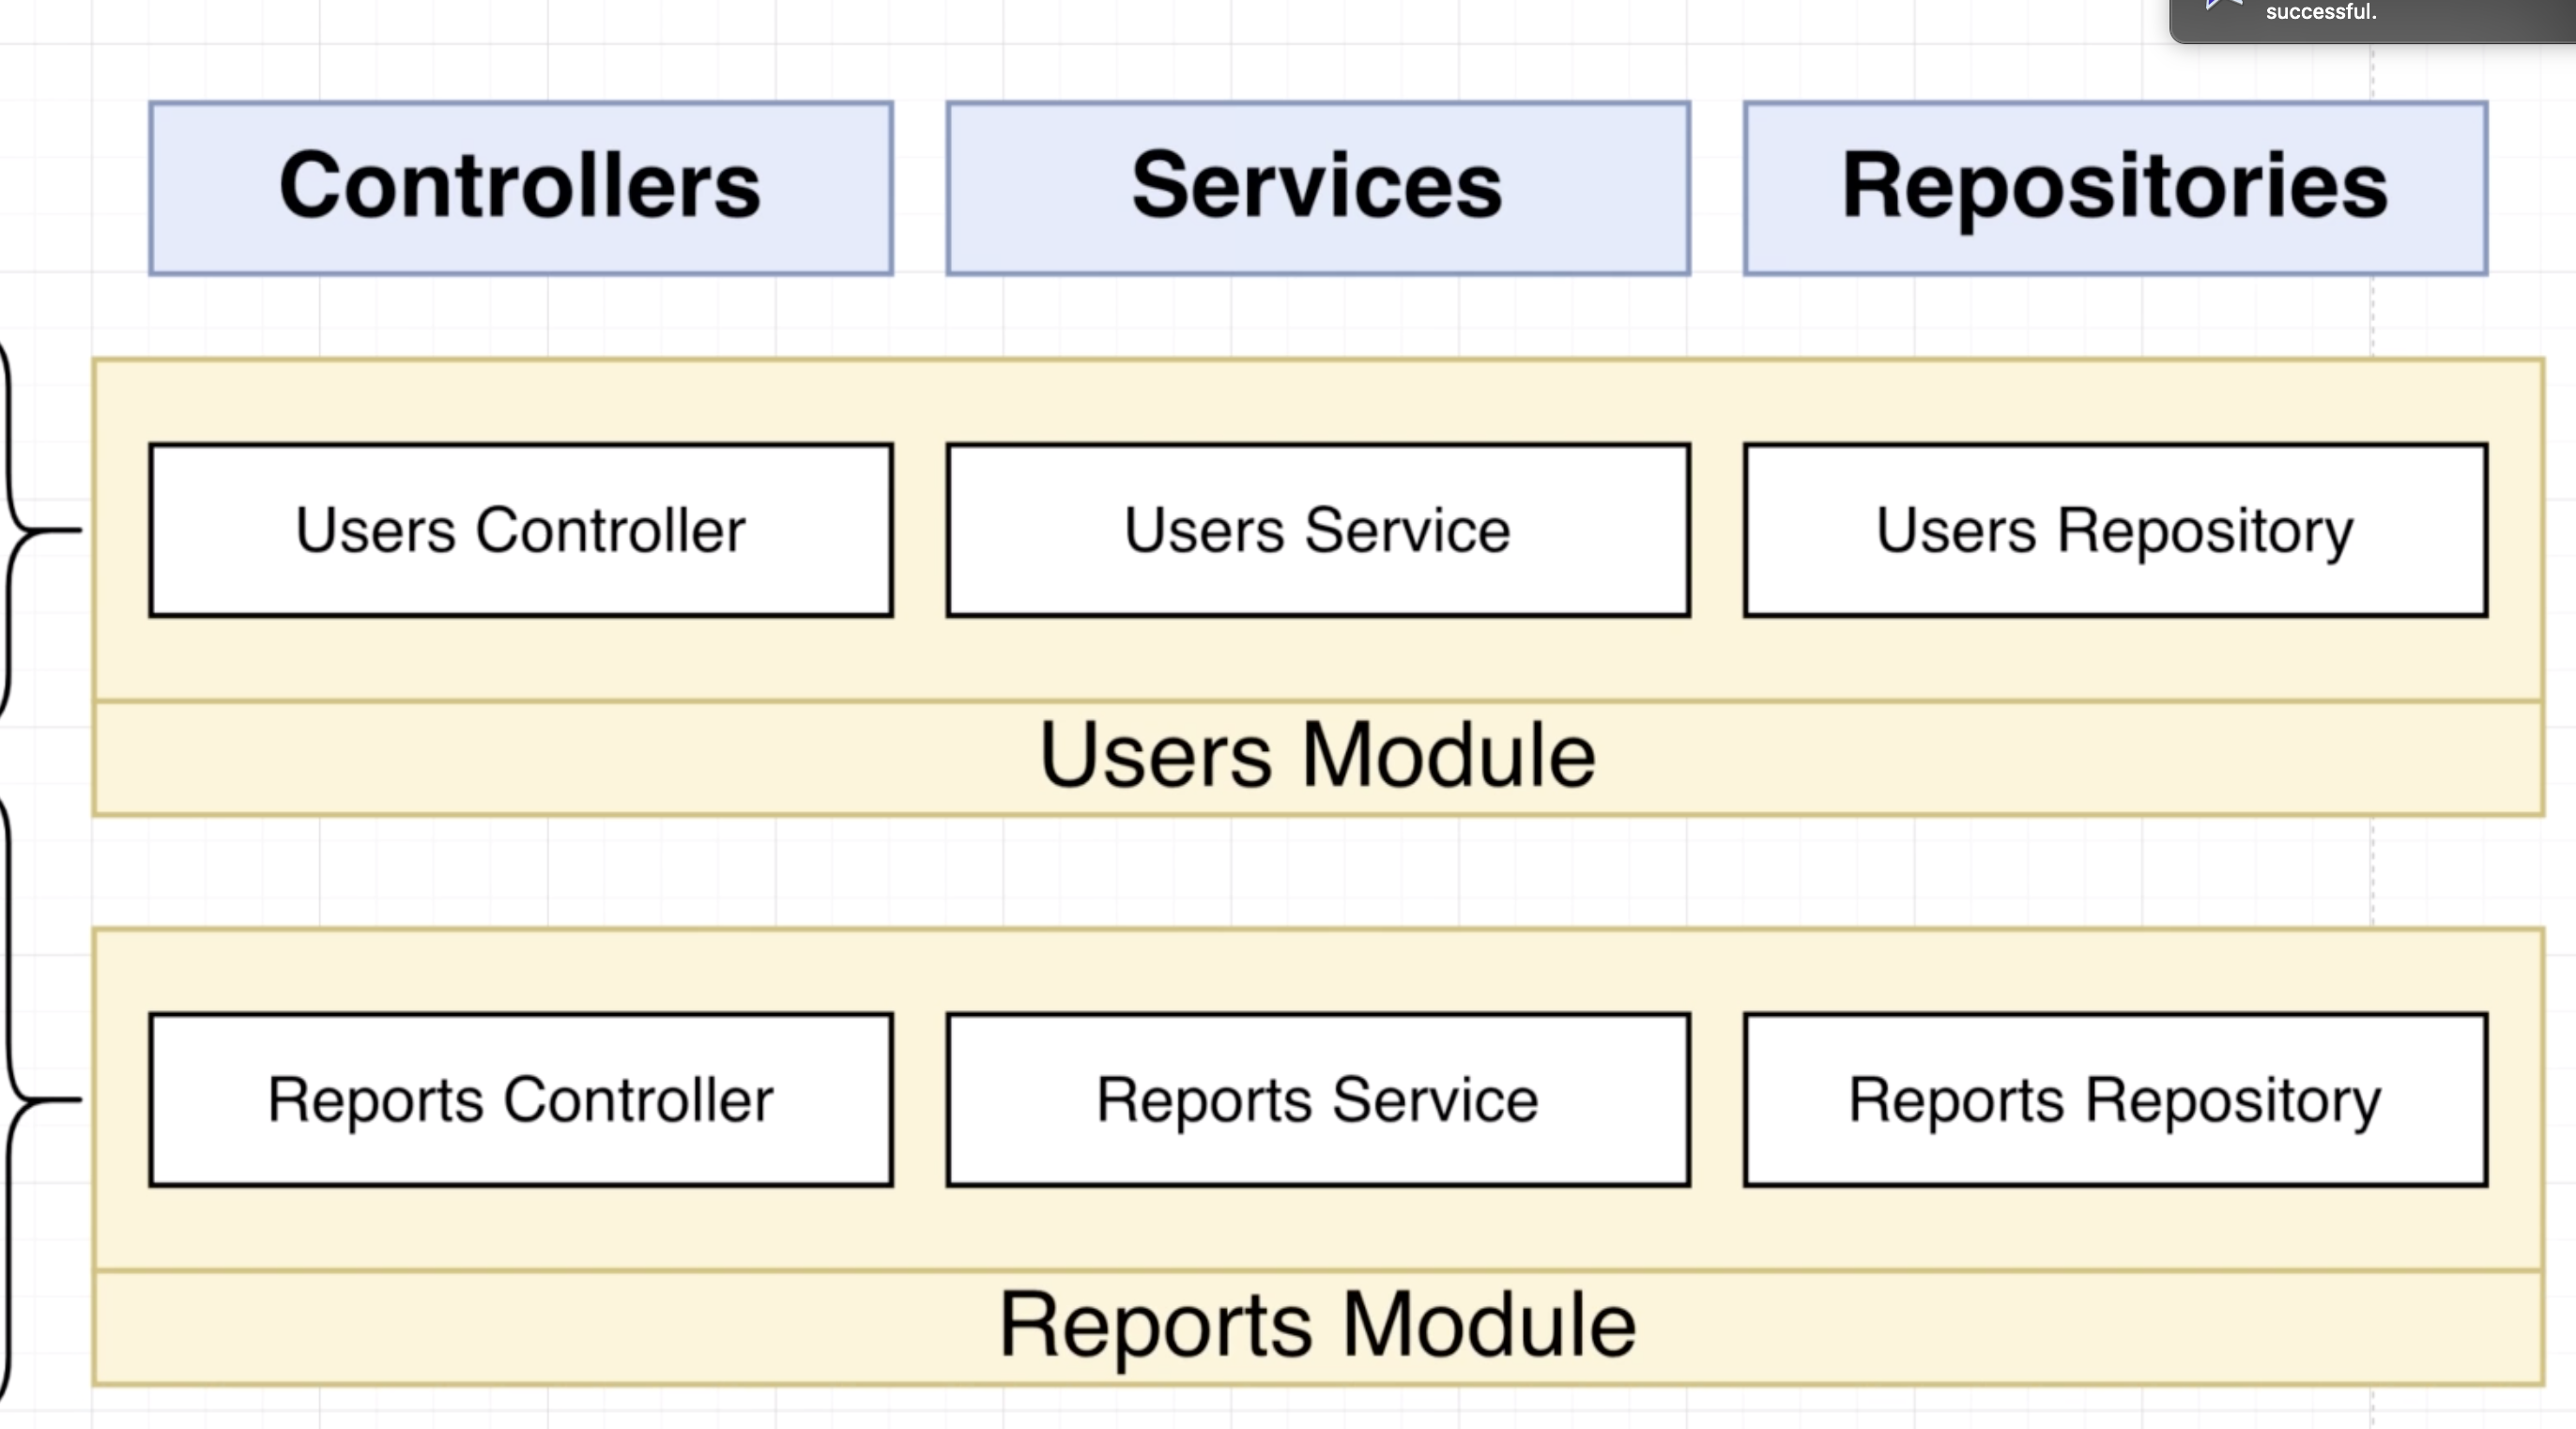 successful.
Controllers
Services
Repositories
Users Controller
Users Service
Users Repository
Users Module
Reports Controller
Reports Service
Reports Repository
Reports Module